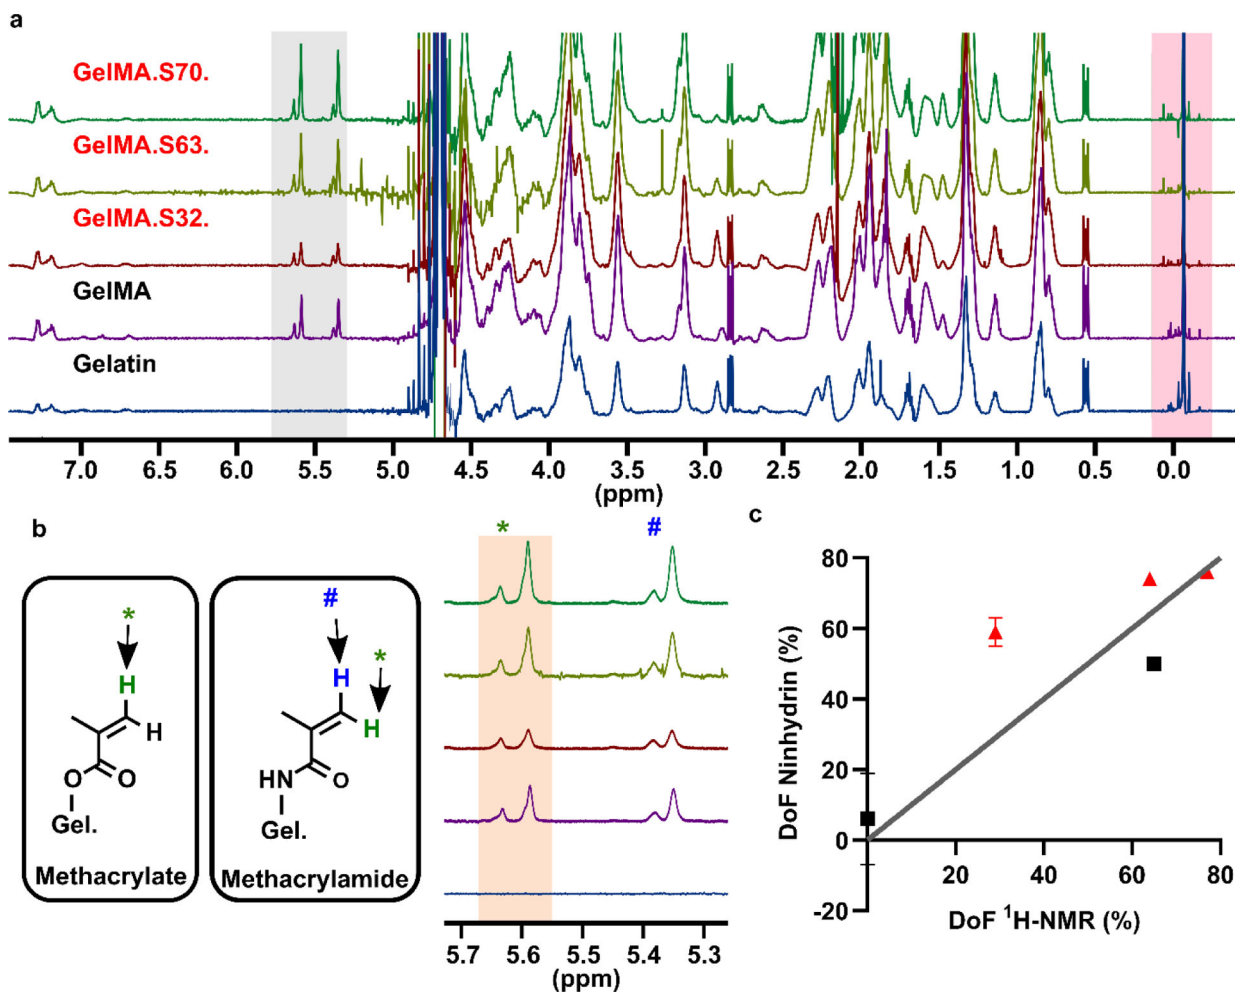 a
GelMA.S70.
GelMA.S63.
GelMA.S32.
GelMA
Gelatin
7.0 6.5 6.0 5.5 5.0 4.5 4.0 3.5 3.0 2.5 2.0 1.5 1.0 0.5 0.0
(ppm)
b
*
H
H
O
O
Gel.
Methacrylate
#
*
H
H
HN
O
Gel.
Methacrylamide
* #
5.7 5.6 5.5 5.4 5.3
(ppm)
c
DoF Ninhydrin (%)
80
60
40
20
0
-20
20 40 60 80
DoF ¹H-NMR (%)